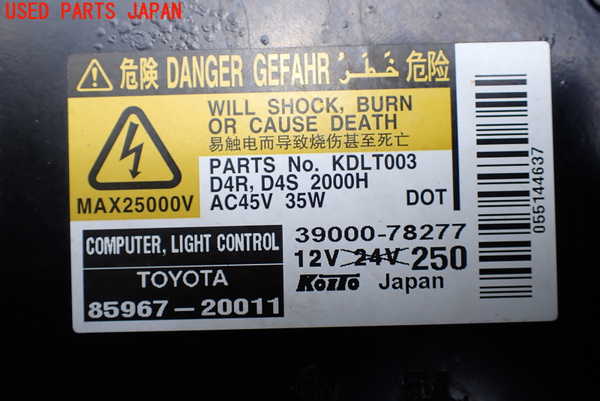 USED PARTS JAPAN
危険 DANGER GEFAHR خَطَرْ 危险
WILL SHOCK, BURN
OR CAUSE DEATH
易触电而导致烧伤甚至死亡
MAX25000V
PARTS No. KDLT003
D4R, D4S 2000H
AC45V 35W DOT
055144637
COMPUTER, LIGHT CONTROL
TOYOTA
85967-20011
39000-78277
12V 24V 250
KOITO Japan